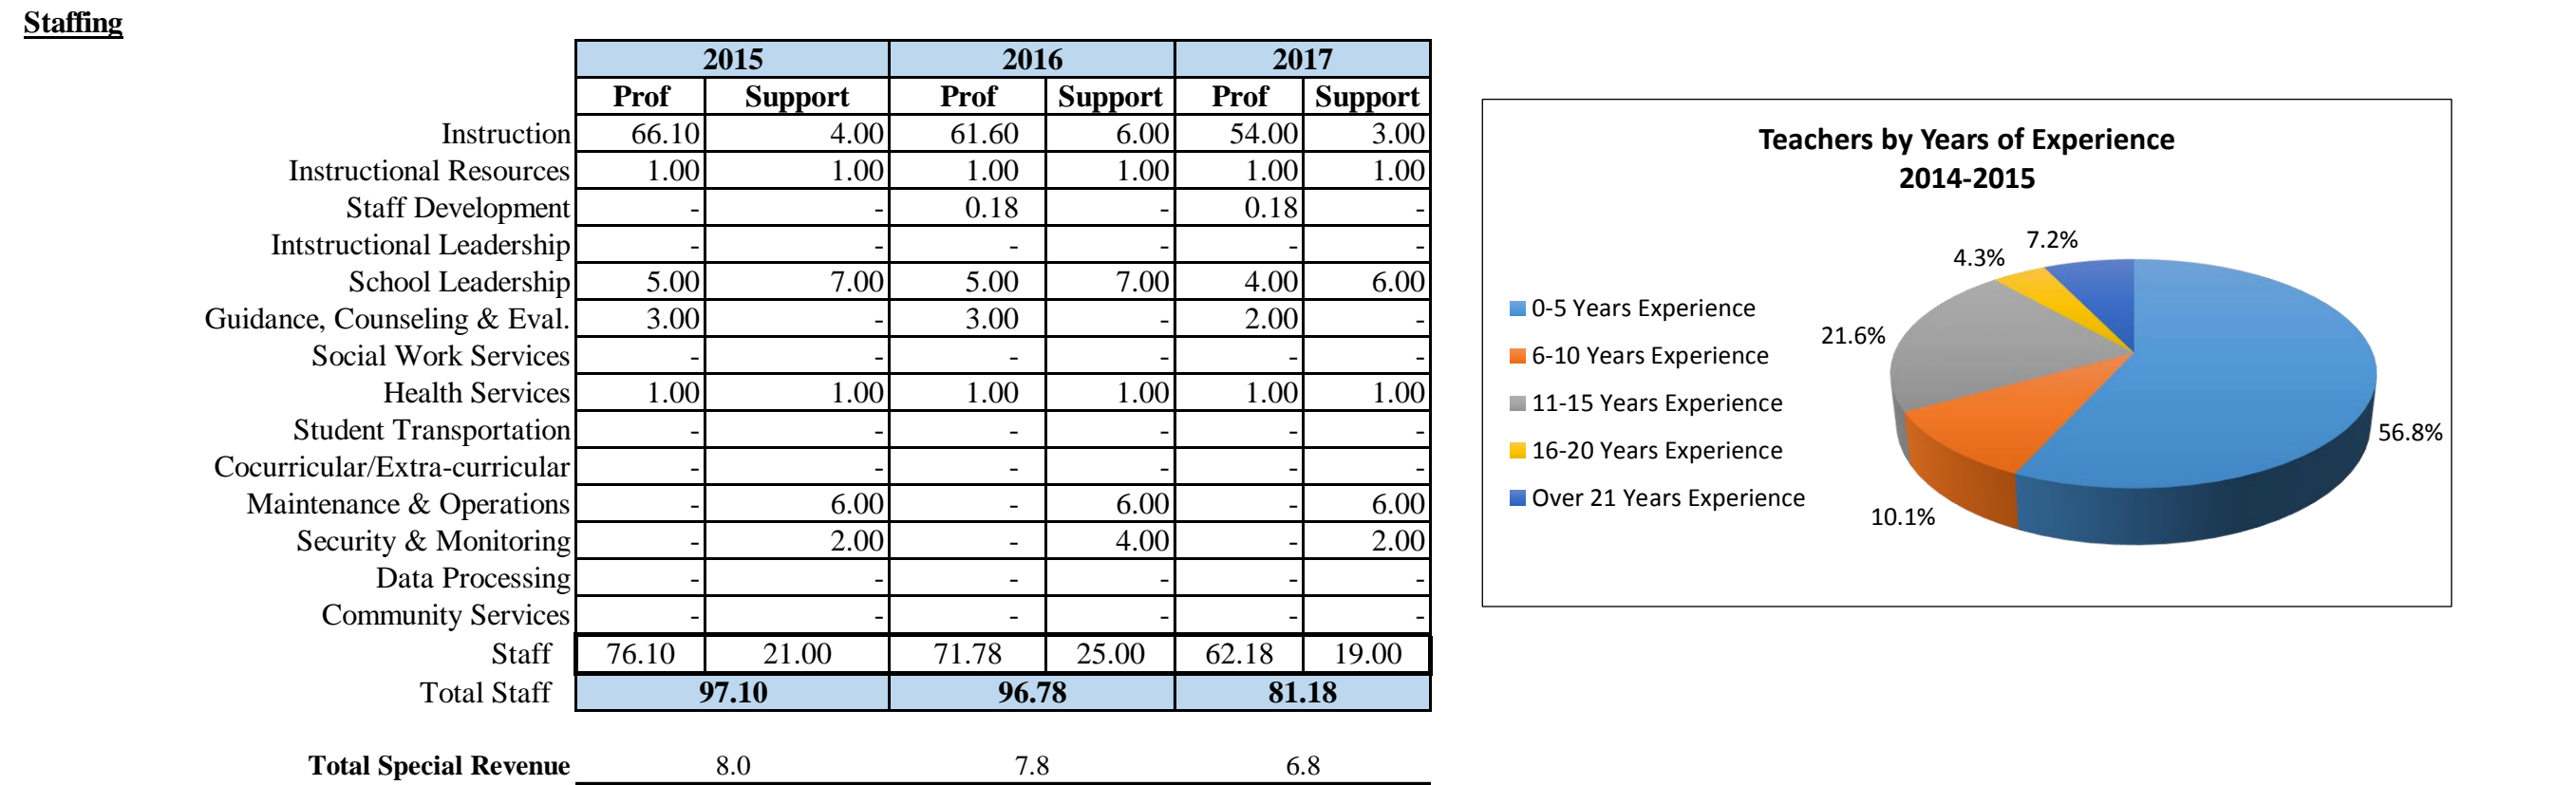 Staffing
2015 2016 2017
Prof Support Prof Support Prof Support
Instruction 66.10 4.00 61.60 6.00 54.00 3.00
Instructional Resources 1.00 1.00 1.00 1.00 1.00 1.00
Staff Development - - 0.18 - 0.18 -
Intstructional Leadership - - - - - -
School Leadership 5.00 7.00 5.00 7.00 4.00 6.00
Guidance, Counseling & Eval. 3.00 - 3.00 - 2.00 -
Social Work Services - - - - - -
Health Services 1.00 1.00 1.00 1.00 1.00 1.00
Student Transportation - - - - - -
Cocurricular/Extra-curricular - - - - - -
Maintenance & Operations - 6.00 - 6.00 - 6.00
Security & Monitoring - 2.00 - 4.00 - 2.00
Data Processing - - - - - -
Community Services - - - - - -
Staff 76.10 21.00 71.78 25.00 62.18 19.00
Total Staff 97.10 96.78 81.18
Total Special Revenue 8.0 7.8 6.8
Teachers by Years of Experience
2014-2015
0-5 Years Experience
6-10 Years Experience
11-15 Years Experience
16-20 Years Experience
Over 21 Years Experience
7.2%
4.3%
21.6%
56.8%
10.1%